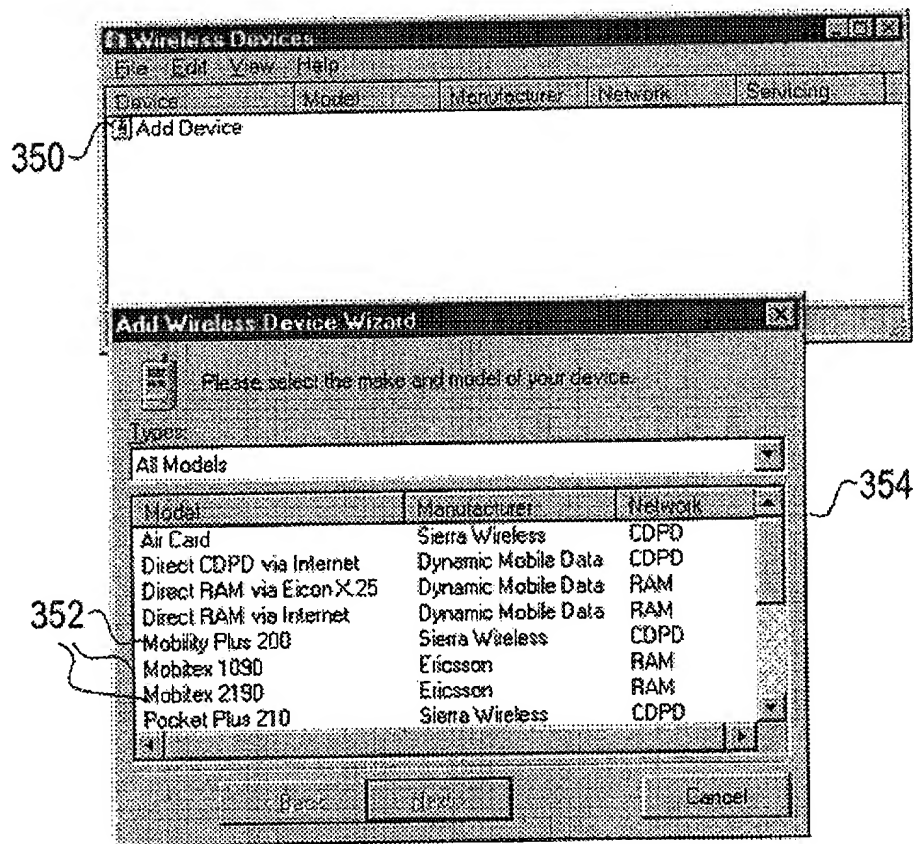 Wireless Devices
File Edit View Help
Device Model Manufacturer Network Servicing
350
Add Device
Add Wireless Device Wizard
Please select the make and model of your device.
Types:
All Models
354
Model Manufacturer Network
Air Card Sierra Wireless CDPD
Direct CDPD via Internet Dynamic Mobile Data CDPD
Direct RAM via Eicon X.25 Dynamic Mobile Data RAM
Direct RAM via Internet Dynamic Mobile Data RAM
352
Mobility Plus 200 Sierra Wireless CDPD
Mobitex 1090 Ericsson RAM
Mobitex 2190 Ericsson RAM
Pocket Plus 210 Sierra Wireless CDPD
< Back Next > Cancel